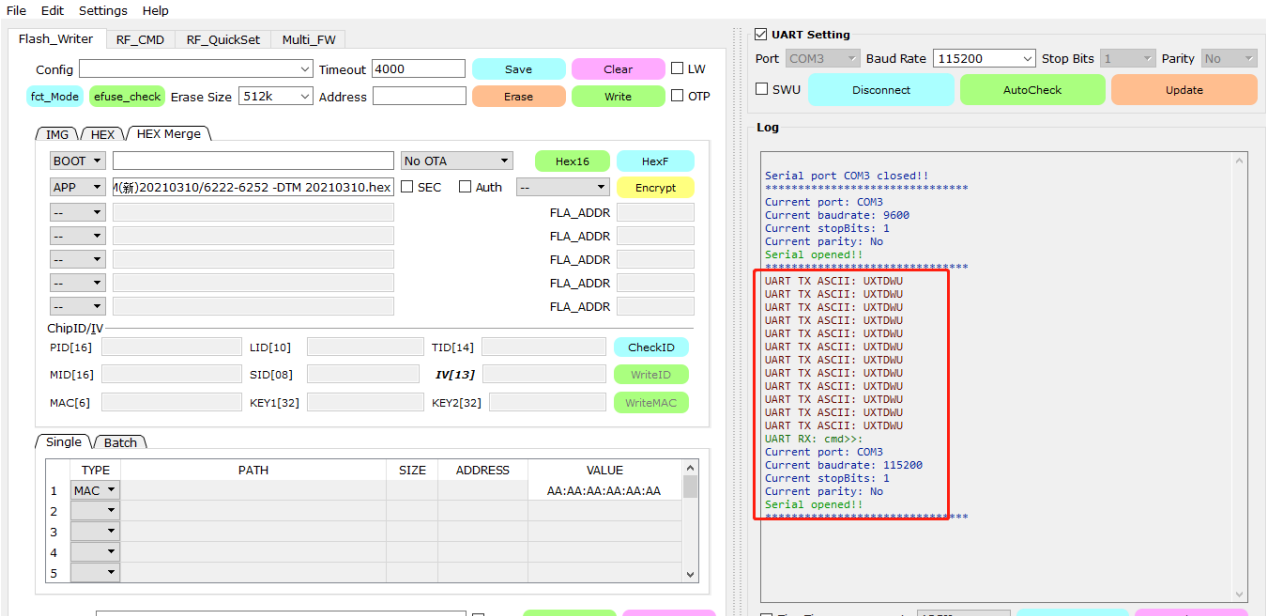 File Edit Settings Help
Flash_Writer RF_CMD RF_QuickSet Multi_FW
Config Timeout 4000 Save Clear LW
fct_Mode efuse_check Erase Size 512k Address Erase Write OTP
IMG HEX HEX Merge
BOOT No OTA Hex16 HexF
APP M(新)20210310/6222-6252 -DTM 20210310.hex SEC Auth -- Encrypt
-- FLA_ADDR
-- FLA_ADDR
-- FLA_ADDR
-- FLA_ADDR
-- FLA_ADDR
ChipID/IV
PID[16] LID[10] TID[14] CheckID
MID[16] SID[08] IV[13] WriteID
MAC[6] KEY1[32] KEY2[32] WriteMAC
Single Batch
TYPE PATH SIZE ADDRESS VALUE
1 MAC AA:AA:AA:AA:AA:AA
2
3
4
5
UART Setting
Port COM3 Baud Rate 115200 Stop Bits 1 Parity No
SWU Disconnect AutoCheck Update
Log
Serial port COM3 closed!!
*******************************
Current port: COM3
Current baudrate: 9600
Current stopBits: 1
Current parity: No
Serial opened!!
*******************************
UART TX ASCII: UXTDWU
UART TX ASCII: UXTDWU
UART TX ASCII: UXTDWU
UART TX ASCII: UXTDWU
UART TX ASCII: UXTDWU
UART TX ASCII: UXTDWU
UART TX ASCII: UXTDWU
UART TX ASCII: UXTDWU
UART TX ASCII: UXTDWU
UART TX ASCII: UXTDWU
UART TX ASCII: UXTDWU
UART TX ASCII: UXTDWU
UART RX: cmd>>:
Current port: COM3
Current baudrate: 115200
Current stopBits: 1
Current parity: No
Serial opened!!
*******************************